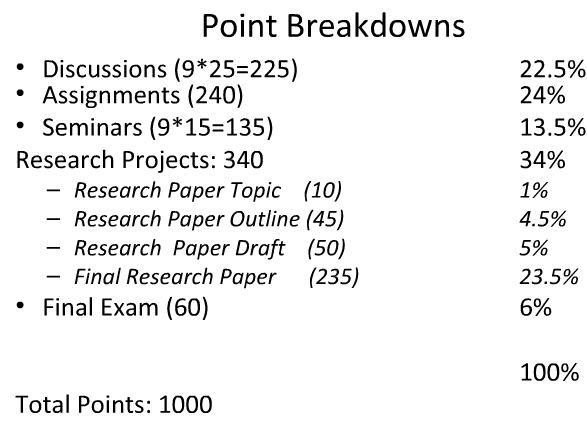 Point Breakdowns
• Discussions (9*25=225) 22.5%
• Assignments (240) 24%
• Seminars (9*15=135) 13.5%
Research Projects: 340 34%
– Research Paper Topic (10) 1%
– Research Paper Outline (45) 4.5%
– Research Paper Draft (50) 5%
– Final Research Paper (235) 23.5%
• Final Exam (60) 6%
100%
Total Points: 1000